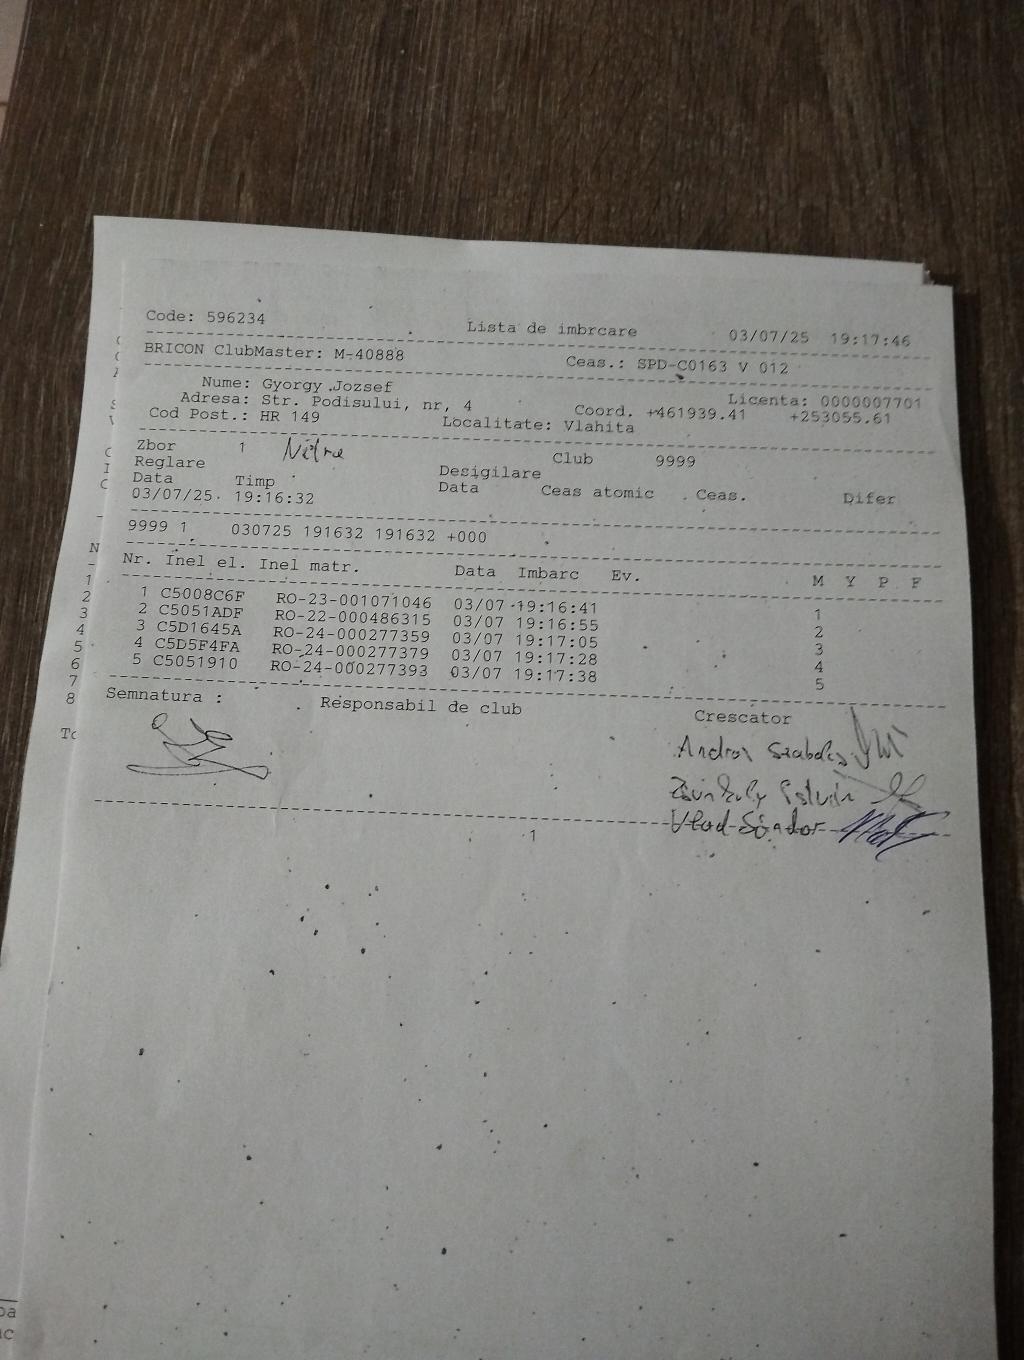 Code: 596234 Lista de imbrcare 03/07/25 19:17:46
BRICON ClubMaster: M-40888 Ceas.: SPD-C0163 V 012
Nume: Gyorgy Jozsef Licenta: 0000007701
Adresa: Str. Podisului, nr, 4 Coord. +461939.41 +253055.61
Cod Post.: HR 149 Localitate: Vlahita
Zbor 1 Club 9999
Reglare Desigilare
Data Timp Data Ceas atomic Ceas. Difer
03/07/25 19:16:32
9999 1 030725 191632 191632 +000
Nr. Inel el. Inel matr. Data Imbarc Ev. M Y P F
1 C5008C6F RO-23-001071046 03/07 19:16:41 1
2 C5051ADF RO-22-000486315 03/07 19:16:55 2
3 C5D1645A RO-24-000277359 03/07 19:17:05 3
4 C5D5F4FA RO-24-000277379 03/07 19:17:28 4
5 C5051910 RO-24-000277393 03/07 19:17:38 5
Semnatura : Responsabil de club Crescator
Szabolcs
István
Vlad Sándor
1